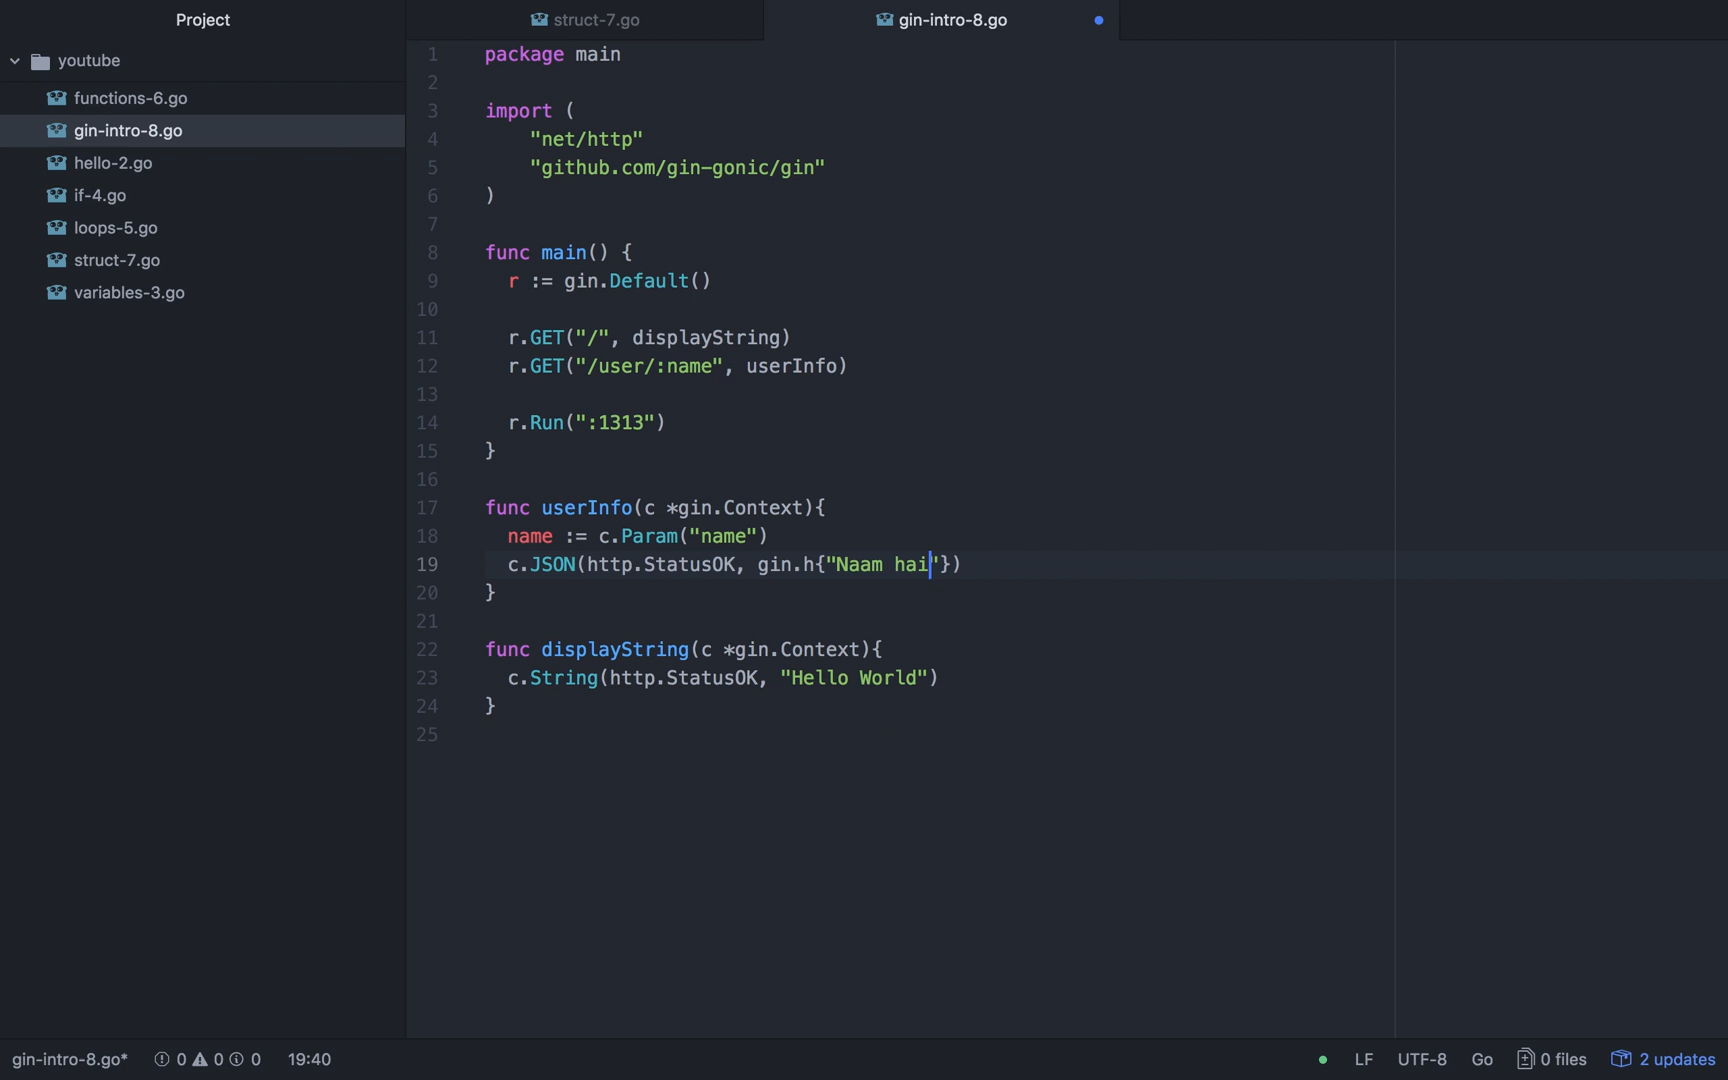 Project
struct-7.go
gin-intro-8.go
youtube
functions-6.go
gin-intro-8.go
hello-2.go
if-4.go
loops-5.go
struct-7.go
variables-3.go
1 package main
2
3 import (
4 "net/http"
5 "github.com/gin-gonic/gin"
6 )
7
8 func main() {
9 r := gin.Default()
10
11 r.GET("/", displayString)
12 r.GET("/user/:name", userInfo)
13
14 r.Run(":1313")
15 }
16
17 func userInfo(c *gin.Context){
18 name := c.Param("name")
19 c.JSON(http.StatusOK, gin.h{"Naam hai"})
20 }
21
22 func displayString(c *gin.Context){
23 c.String(http.StatusOK, "Hello World")
24 }
25
gin-intro-8.go* 0 0 0 19:40 LF UTF-8 Go 0 files 2 updates